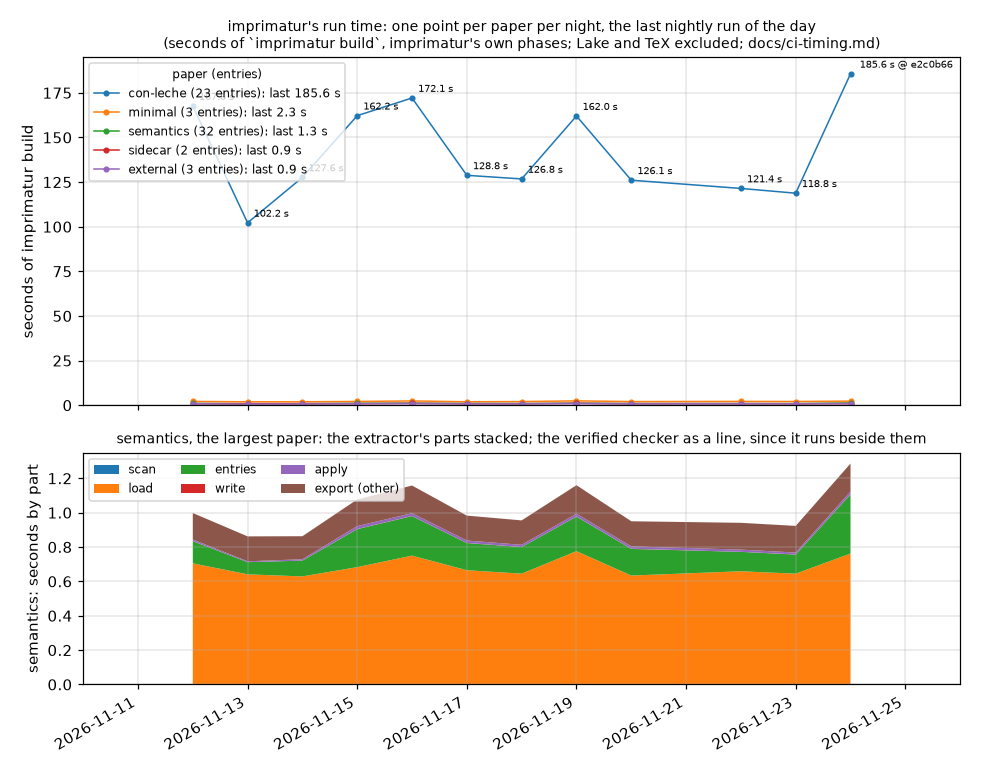 imprimatur's run time: one point per paper per night, the last nightly run of the day
(seconds of `imprimatur build`, imprimatur's own phases; Lake and TeX excluded; docs/ci-timing.md)
seconds of imprimatur build
175
150
125
100
75
50
25
0
paper (entries)
con-leche (23 entries): last 185.6 s
minimal (3 entries): last 2.3 s
semantics (32 entries): last 1.3 s
sidecar (2 entries): last 0.9 s
external (3 entries): last 0.9 s
102.2 s
127.6 s
162.2 s
172.1 s
128.8 s
126.8 s
162.0 s
126.1 s
121.4 s
118.8 s
185.6 s @ e2c0b66
semantics, the largest paper: the extractor's parts stacked; the verified checker as a line, since it runs beside them
semantics: seconds by part
1.2
1.0
0.8
0.6
0.4
0.2
0.0
scan
load
entries
write
apply
export (other)
2026-11-11
2026-11-13
2026-11-15
2026-11-17
2026-11-19
2026-11-21
2026-11-23
2026-11-25